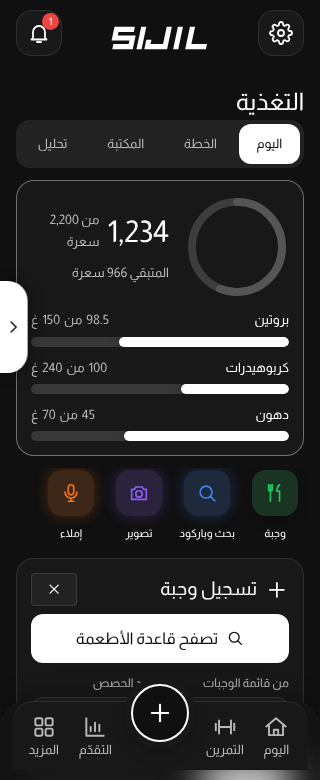 1
SIJIL
التغذية
اليوم
الخطة
المكتبة
تحليل
1,234
من 2,200
سعرة
المتبقي 966 سعرة
بروتين
98.5 من 150 غ
كربوهيدرات
100 من 240 غ
دهون
45 من 70 غ
وجبة
بحث وباركود
تصوير
إملاء
تسجيل وجبة
تصفح قاعدة الأطعمة
من قائمة الوجبات
الحصص
اليوم
التمرين
التقدّم
المزيد